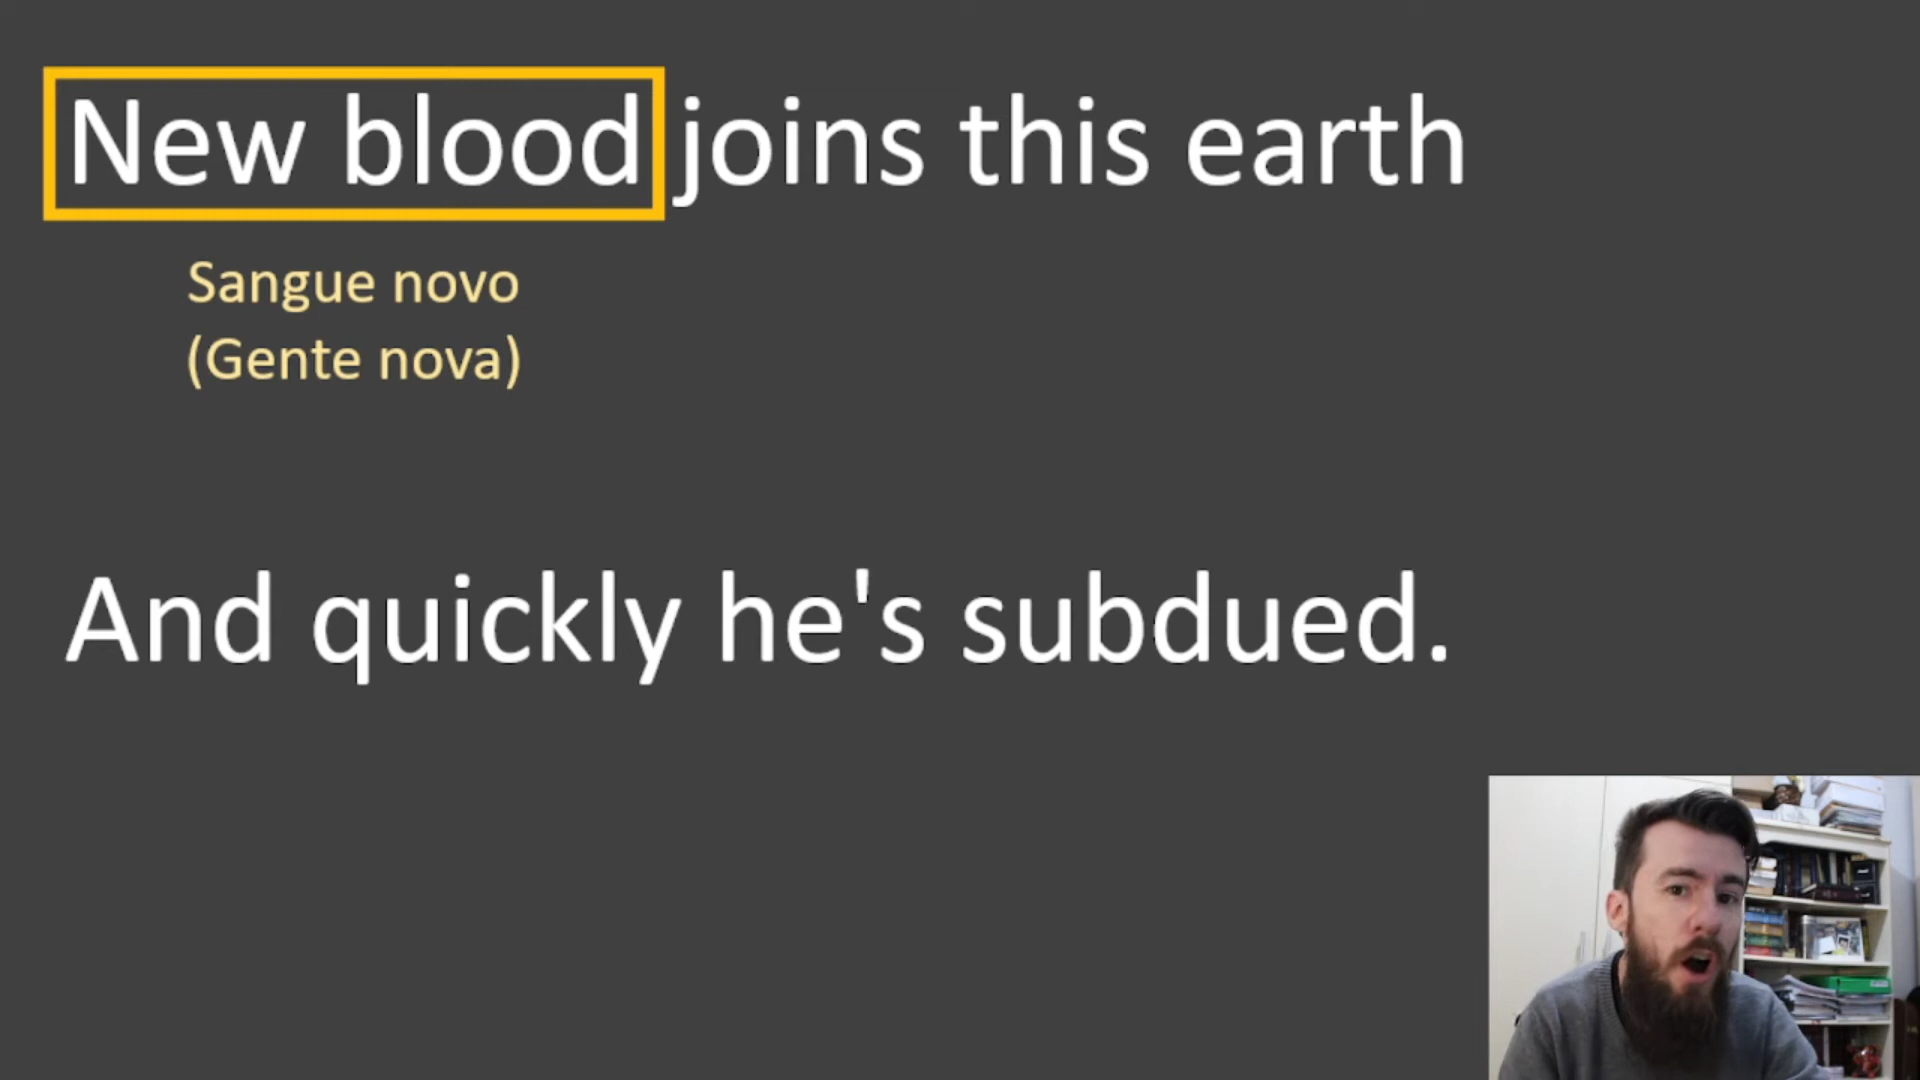 New blood joins this earth
Sangue novo
(Gente nova)
And quickly he's subdued.